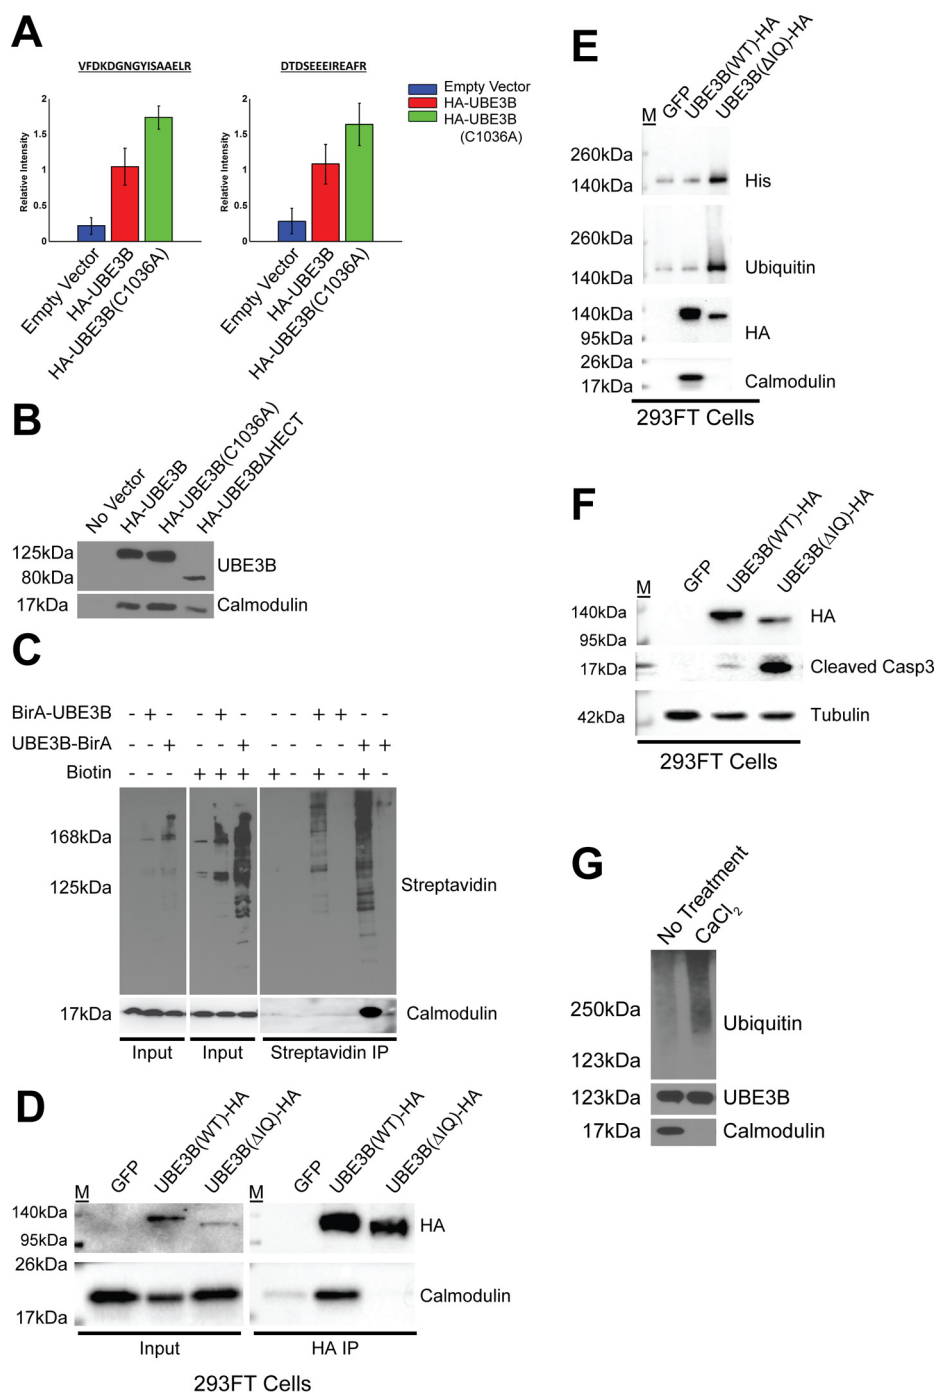 A
VFDKDGNGYISAAELR
DTDSEEEIREAFR
Relative Intensity
2
1.5
1
0.5
0
Empty Vector
HA-UBE3B
HA-UBE3B(C1036A)
Relative Intensity
2
1.5
1
0.5
0
Empty Vector
HA-UBE3B
HA-UBE3B(C1036A)
Empty Vector
HA-UBE3B
HA-UBE3B
(C1036A)
B
No Vector
HA-UBE3B
HA-UBE3B(C1036A)
HA-UBE3BΔHECT
125kDa
80kDa
UBE3B
17kDa
Calmodulin
C
BirA-UBE3B - + - - + - - - + + - -
UBE3B-BirA - - + - - + - - - - + +
Biotin - - - + + + + - + - + -
168kDa
125kDa
Streptavidin
17kDa
Calmodulin
Input
Input
Streptavidin IP
D
M
GFP
UBE3B(WT)-HA
UBE3B(ΔIQ)-HA
M
GFP
UBE3B(WT)-HA
UBE3B(ΔIQ)-HA
140kDa
95kDa
HA
26kDa
17kDa
Calmodulin
Input
HA IP
293FT Cells
E
M
GFP
UBE3B(WT)-HA
UBE3B(ΔIQ)-HA
260kDa
140kDa
His
260kDa
140kDa
Ubiquitin
140kDa
95kDa
HA
26kDa
17kDa
Calmodulin
293FT Cells
F
M
GFP
UBE3B(WT)-HA
UBE3B(ΔIQ)-HA
140kDa
95kDa
HA
17kDa
Cleaved Casp3
42kDa
Tubulin
293FT Cells
G
No Treatment
CaCl2
250kDa
123kDa
Ubiquitin
123kDa
UBE3B
17kDa
Calmodulin